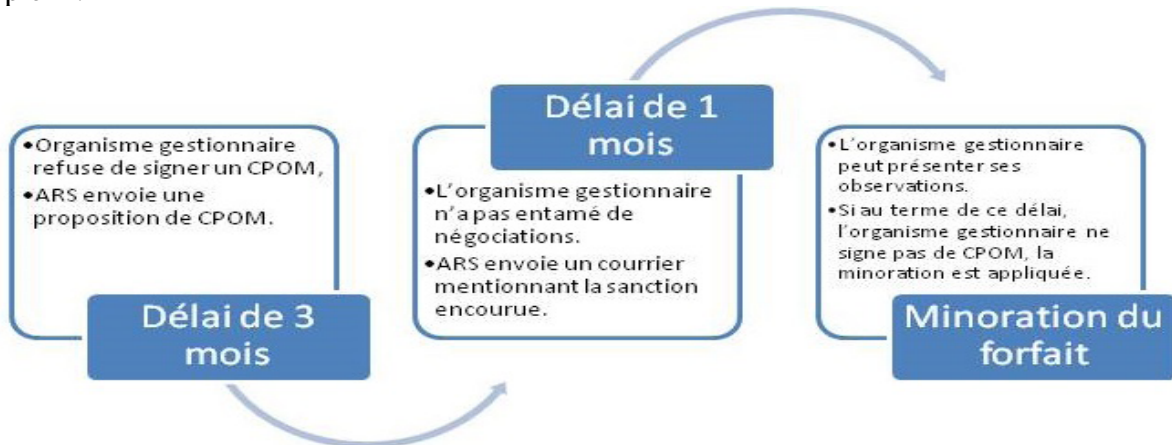 •Organisme gestionnaire
refuse de signer un CPOM,
•ARS envoie une
proposition de CPOM.
Délai de 3
mois
Délai de 1
mois
•L'organisme gestionnaire
n'a pas entamé de
négociations.
•ARS envoie un courrier
mentionnant la sanction
encourue.
•L'organisme gestionnaire
peut présenter ses
observations.
•Si au terme de ce délai,
l'organisme gestionnaire ne
signe pas de CPOM, la
minoration est appliquée.
Minoration du
forfait